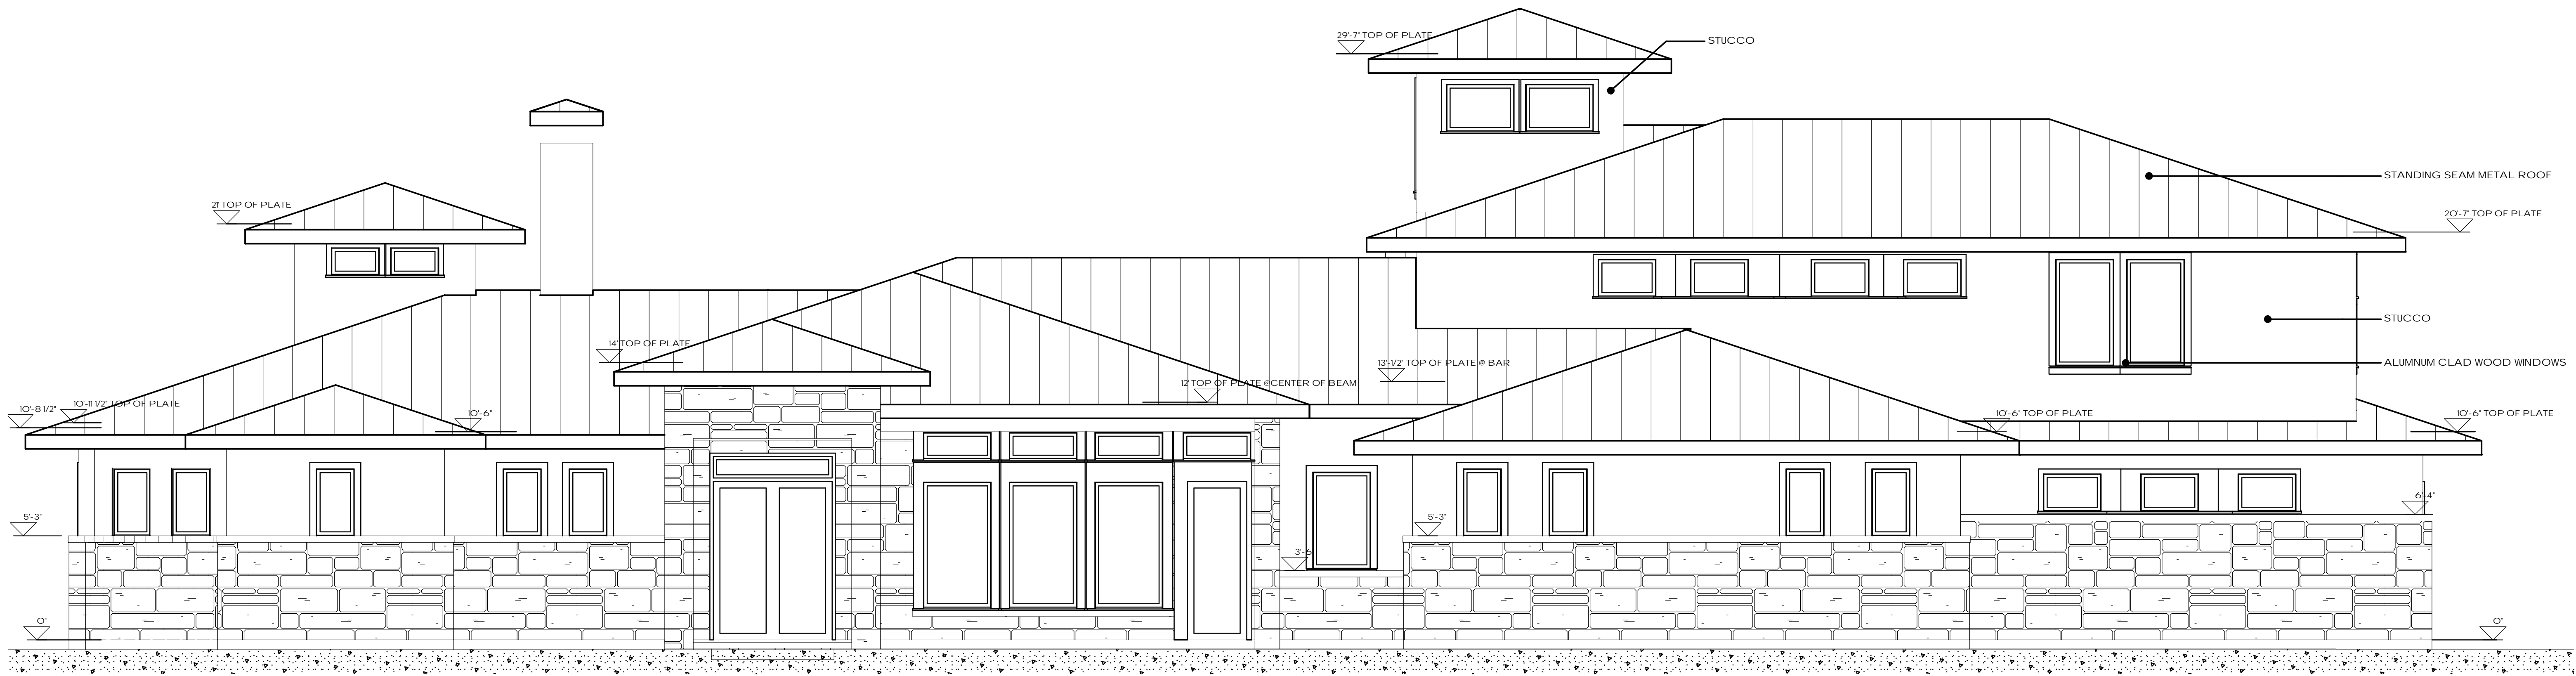 29'-7" TOP OF PLATE
STUCCO
STANDING SEAM METAL ROOF
21' TOP OF PLATE
20'-7" TOP OF PLATE
STUCCO
14' TOP OF PLATE
13'-1/2" TOP OF PLATE @ BAR
ALUMNUM CLAD WOOD WINDOWS
12' TOP OF PLATE @CENTER OF BEAM
10'-8 1/2"
10'-11 1/2" TOP OF PLATE
10'-6"
10'-6" TOP OF PLATE
10'-6" TOP OF PLATE
6'-4"
5'-3"
5'-3"
3'-6
0"
0"